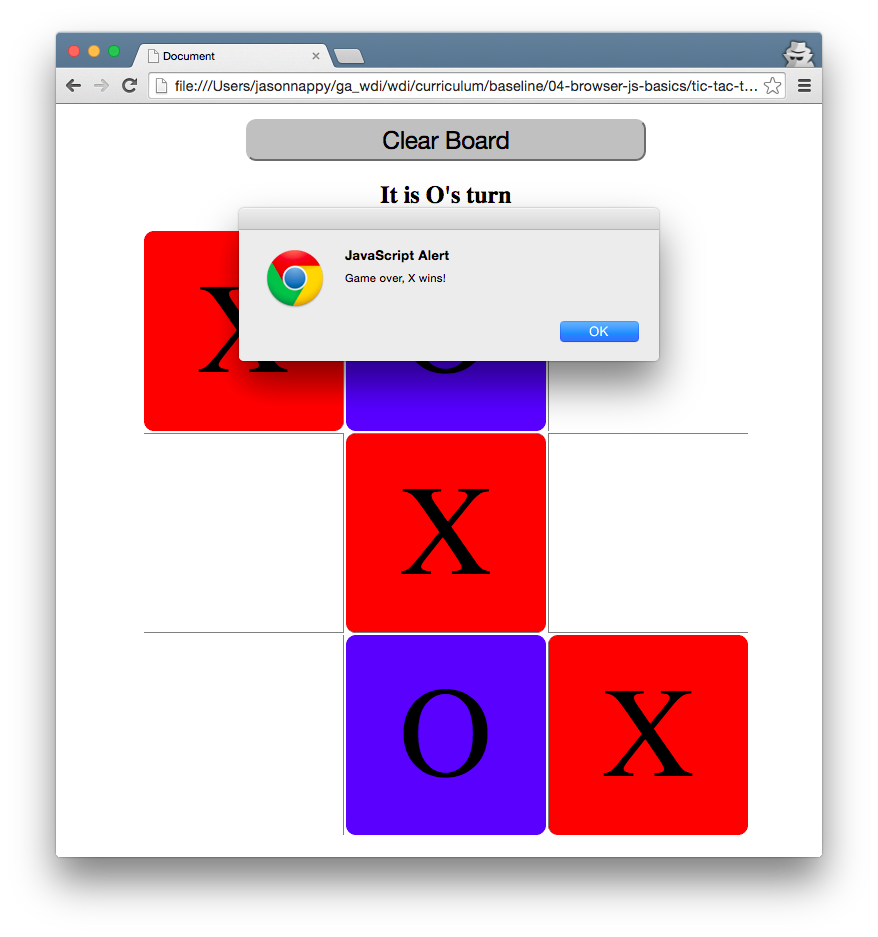 Document
file:///Users/jasonnappy/ga_wdi/wdi/curriculum/baseline/04-browser-js-basics/tic-tac-t...
Clear Board
It is O's turn
JavaScript Alert
Game over, X wins!
OK
X O
X
O X